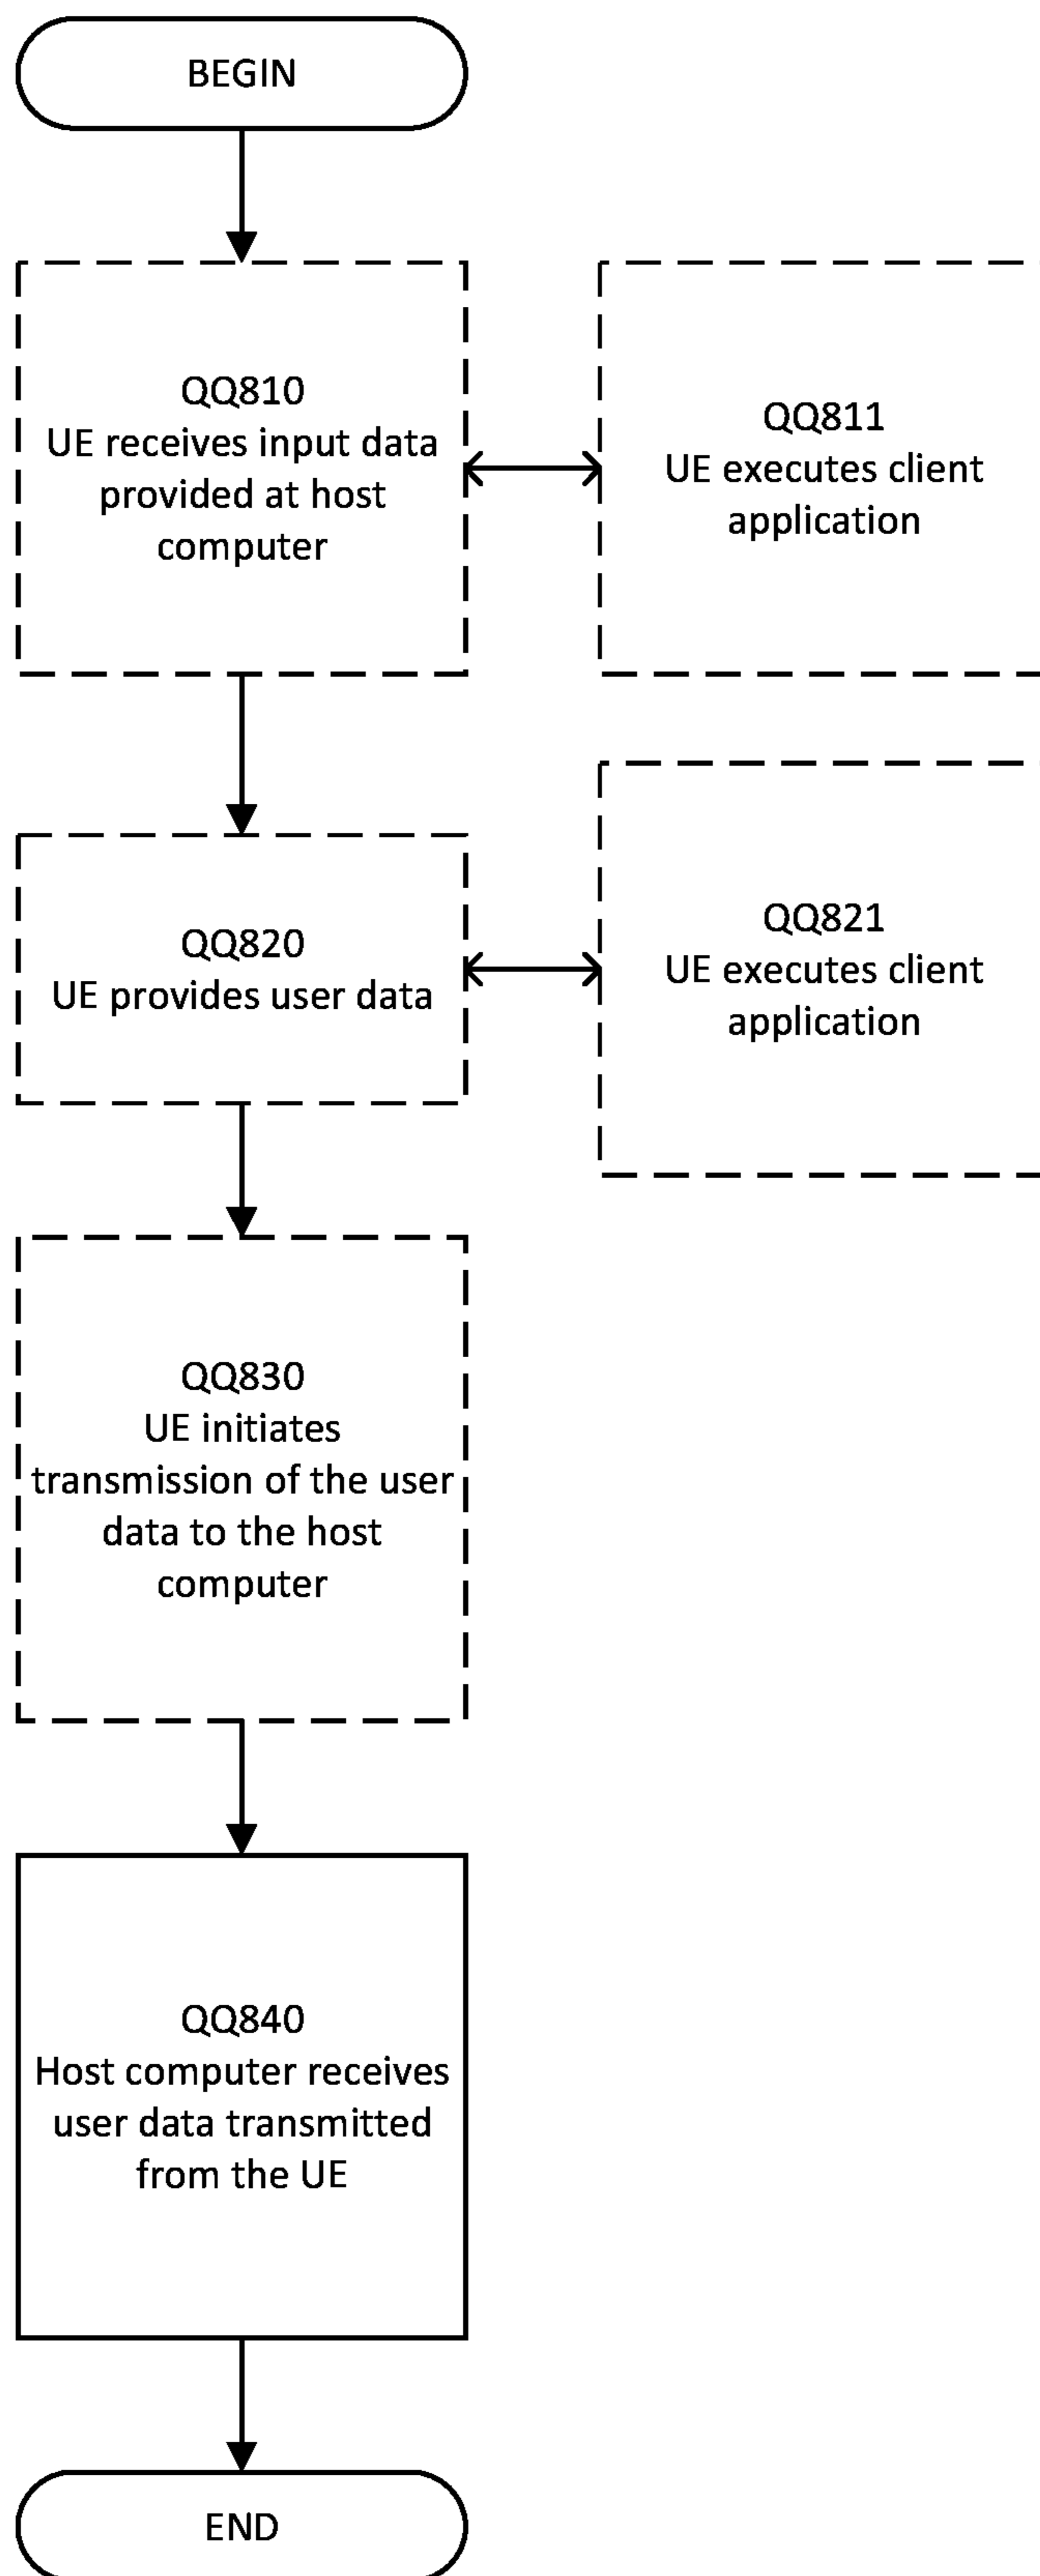 BEGIN
QQ810
UE receives input data
provided at host
computer
QQ811
UE executes client
application
QQ820
UE provides user data
QQ821
UE executes client
application
QQ830
UE initiates
transmission of the user
data to the host
computer
QQ840
Host computer receives
user data transmitted
from the UE
END